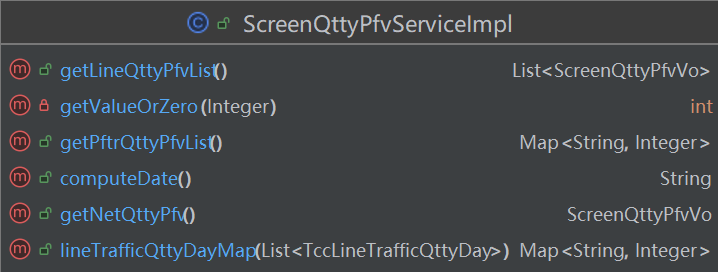 ScreenQttyPfvServiceImpl
getLineQttyPfvList() List<ScreenQttyPfvVo>
getValueOrZero(Integer) int
getPftrQttyPfvList() Map<String, Integer>
computeDate() String
getNetQttyPfv() ScreenQttyPfvVo
lineTrafficQttyDayMap(List<TccLineTrafficQttyDay>) Map<String, Integer>